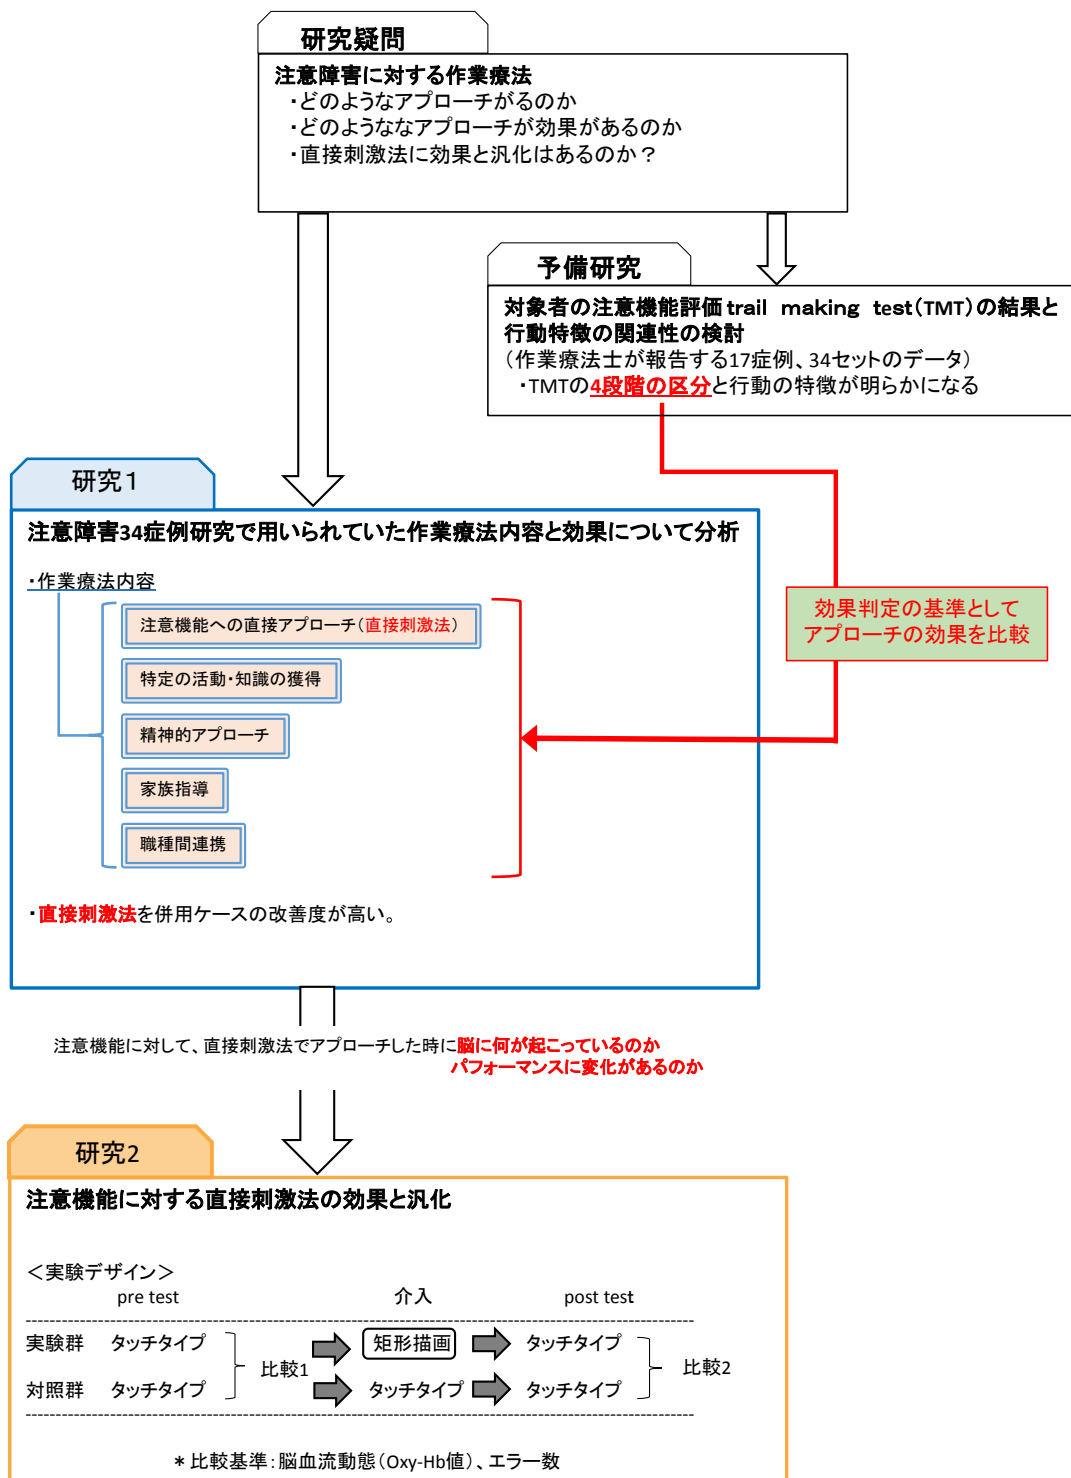 研究疑問
注意障害に対する作業療法
・どのようなアプローチがるのか
・どのようななアプローチが効果があるのか
・直接刺激法に効果と汎化はあるのか？
予備研究
対象者の注意機能評価trail making test（TMT）の結果と
行動特徴の関連性の検討
（作業療法士が報告する17症例、34セットのデータ）
・TMTの4段階の区分と行動の特徴が明らかになる
研究１
注意障害34症例研究で用いられていた作業療法内容と効果について分析
・作業療法内容
注意機能への直接アプローチ（直接刺激法）
特定の活動・知識の獲得
精神的アプローチ
家族指導
職種間連携
効果判定の基準として
アプローチの効果を比較
・直接刺激法を併用ケースの改善度が高い。
注意機能に対して、直接刺激法でアプローチした時に脳に何が起こっているのか
パフォーマンスに変化があるのか
研究2
注意機能に対する直接刺激法の効果と汎化
＜実験デザイン＞
pre test 介入 post test
実験群 タッチタイプ 矩形描画 タッチタイプ
比較1 比較2
対照群 タッチタイプ タッチタイプ タッチタイプ
＊比較基準：脳血流動態（Oxy-Hb値）、エラー数